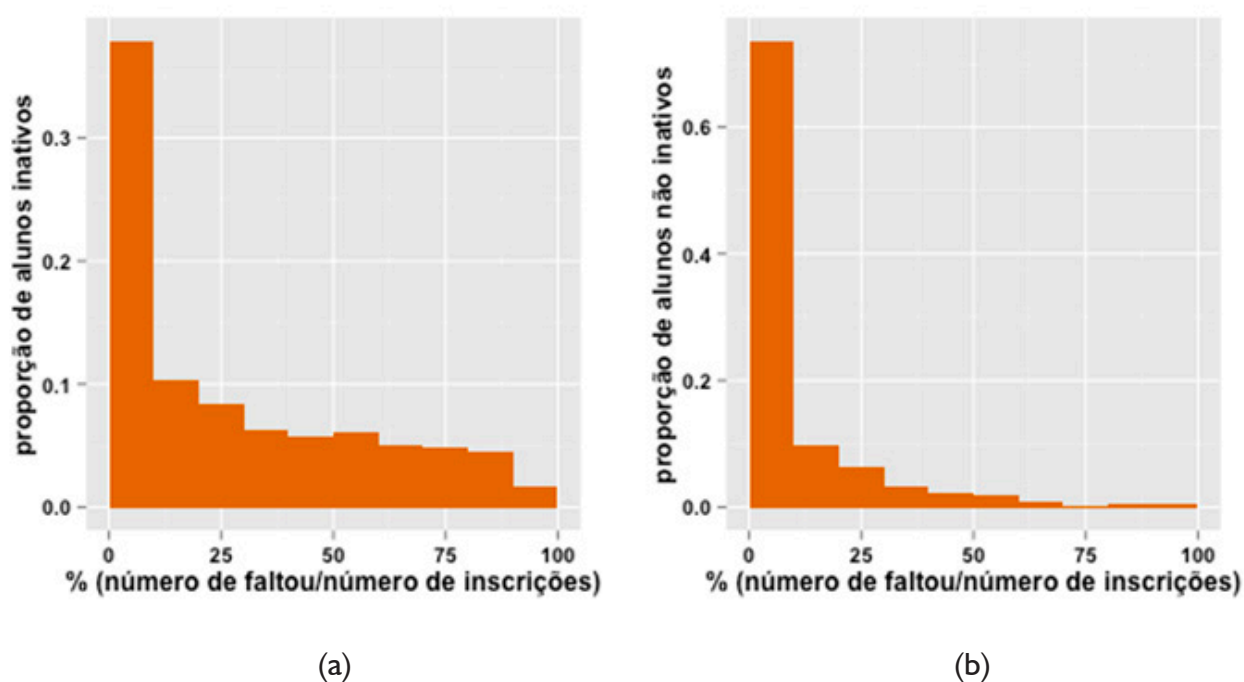 proporção de alunos inativos
0.3
0.2
0.1
0.0
0 25 50 75 100
% (número de faltou/número de inscrições)
(a)
proporção de alunos não inativos
0.6
0.4
0.2
0.0
0 25 50 75 100
% (número de faltou/número de inscrições)
(b)